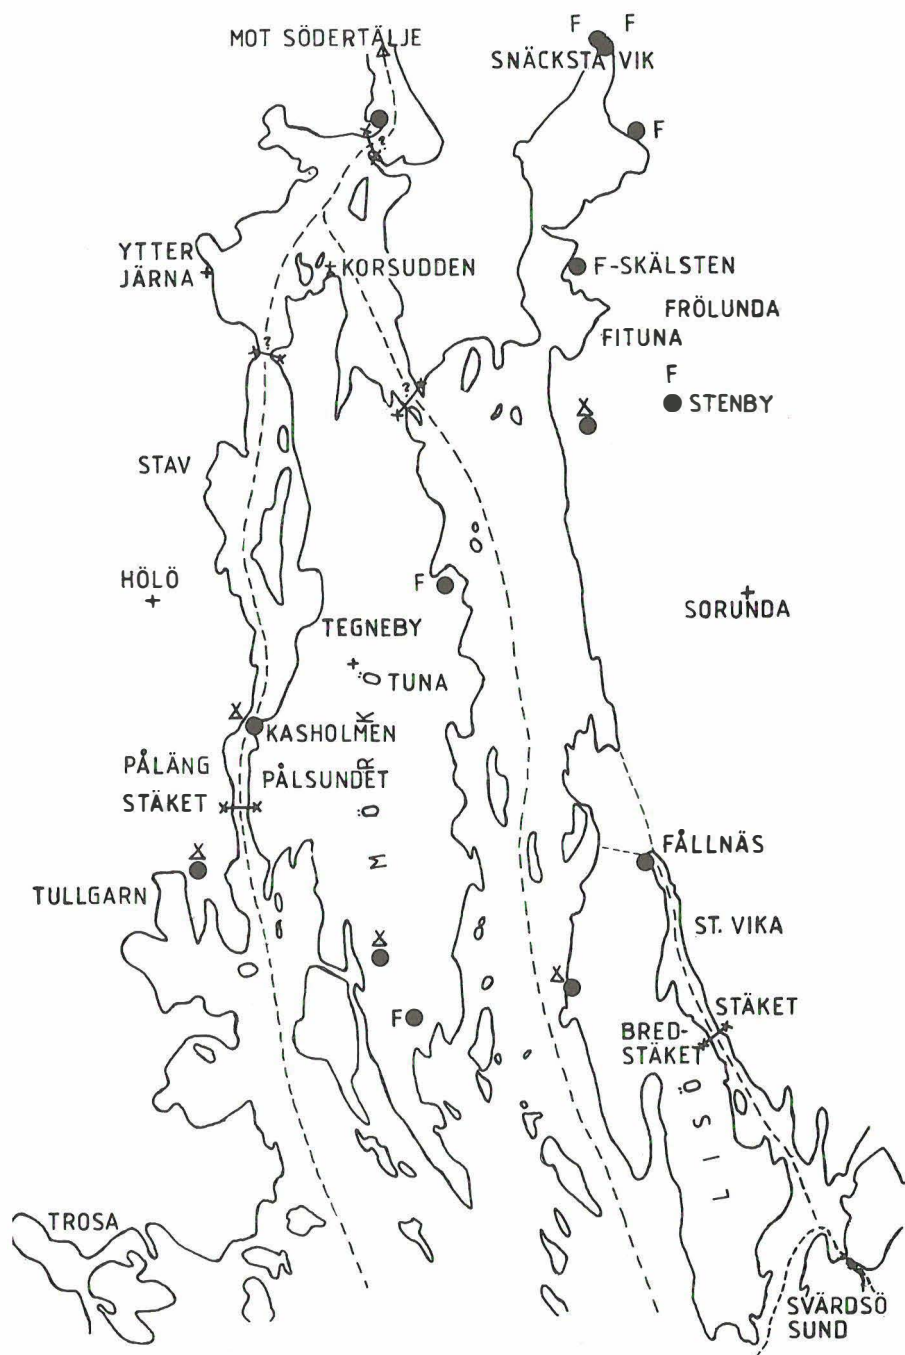 F F
MOT SÖDERTÄLJE
SNÄCKSTA VIK
F
?
YTTER
JÄRNA
KORSUDDEN
F-SKÄLSTEN
FRÖLUNDA
FITUNA
?
F
?
STENBY
X
STAV
HÖLÖ
F
SORUNDA
TEGNEBY
TUNA
X
KASHOLMEN
PÅLÄNG
PÅLSUNDET
STÄKET
MÖRKÖ
FÅLLNÄS
X
TULLGARN
ST. VIKA
X
X
F
STÄKET
BRED-
STÄKET
LISÖ
TROSA
SVÄRDSÖ
SUND